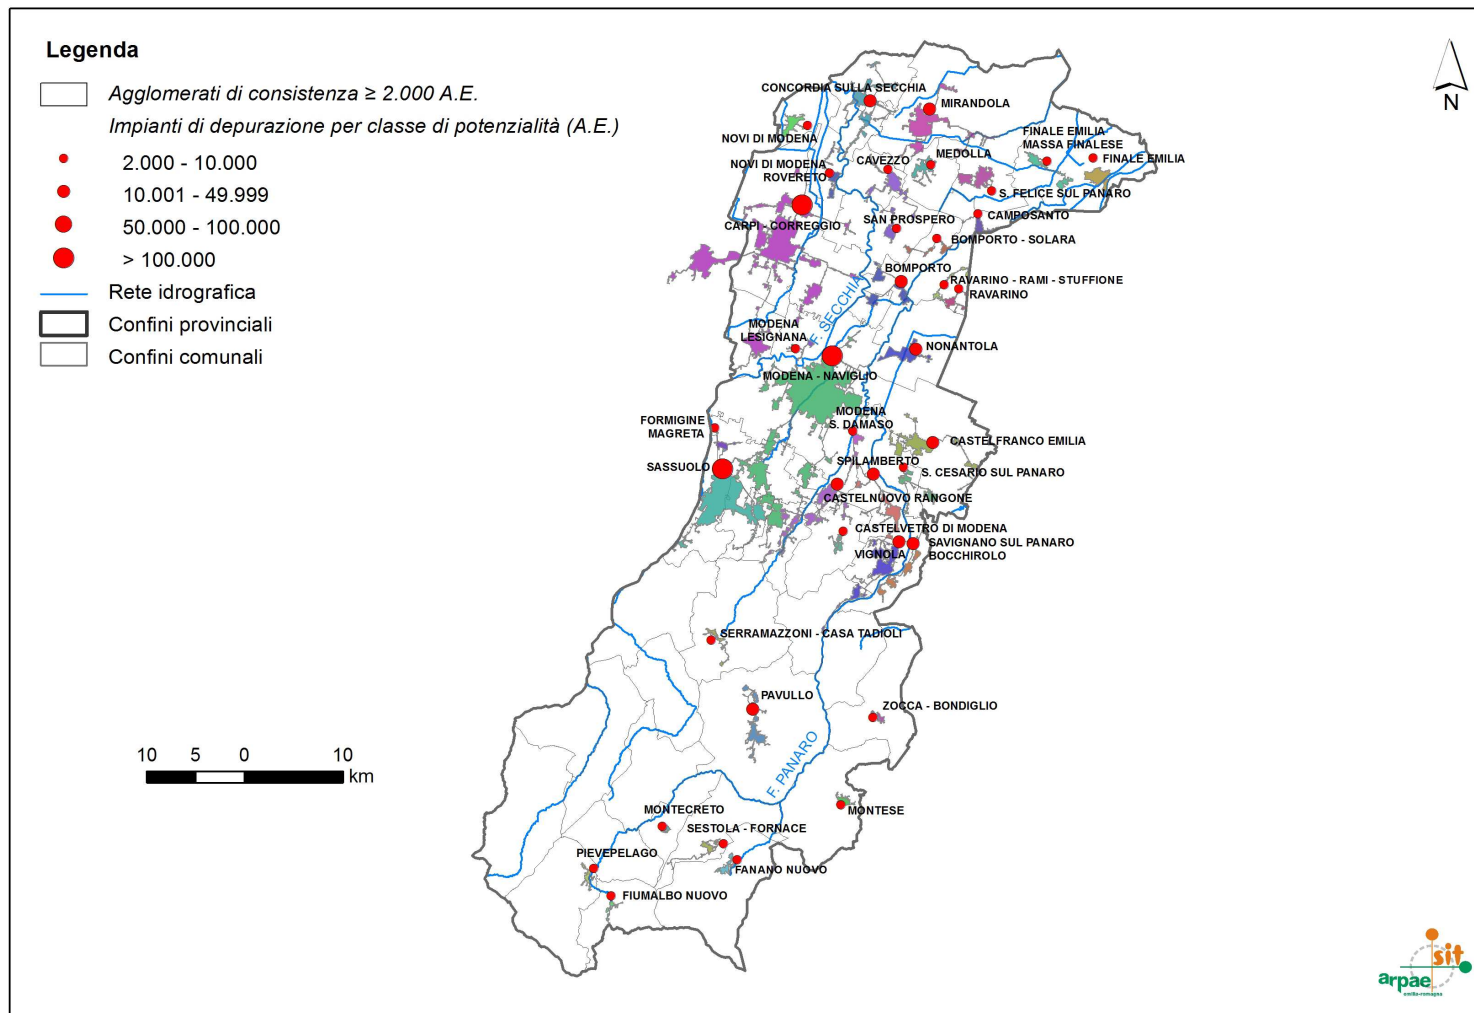 Legenda
Agglomerati di consistenza ≥ 2.000 A.E.
Impianti di depurazione per classe di potenzialità (A.E.)
2.000 - 10.000
10.001 - 49.999
50.000 - 100.000
> 100.000
Rete idrografica
Confini provinciali
Confini comunali
N
CONCORDIA SULLA SECCHIA
MIRANDOLA
NOVI DI MODENA
FINALE EMILIA
MASSA FINALESE
FINALE EMILIA
NOVI DI MODENA
ROVERETO
CAVEZZO
MEDOLLA
S. FELICE SUL PANARO
CARPI - CORREGGIO
SAN PROSPERO
CAMPOSANTO
BOMPORTO - SOLARA
BOMPORTO
RAVARINO - RAMI - STUFFIONE
RAVARINO
F. SECCHIA
MODENA
LESIGNANA
NONANTOLA
MODENA - NAVIGLIO
MODENA
S. DAMASO
FORMIGINE
MAGRETA
CASTELFRANCO EMILIA
SASSUOLO
SPILAMBERTO
S. CESARIO SUL PANARO
CASTELNUOVO RANGONE
CASTELVETRO DI MODENA
SAVIGNANO SUL PANARO
BOCCHIROLO
VIGNOLA
SERRAMAZZONI - CASA TADIOLI
PAVULLO
ZOCCA - BONDIGLIO
F. PANARO
MONTESE
MONTECRETO
SESTOLA - FORNACE
PIEVEPELAGO
FANANO NUOVO
FIUMALBO NUOVO
10 5 0 10
km
sit
arpae
emilia-romagna